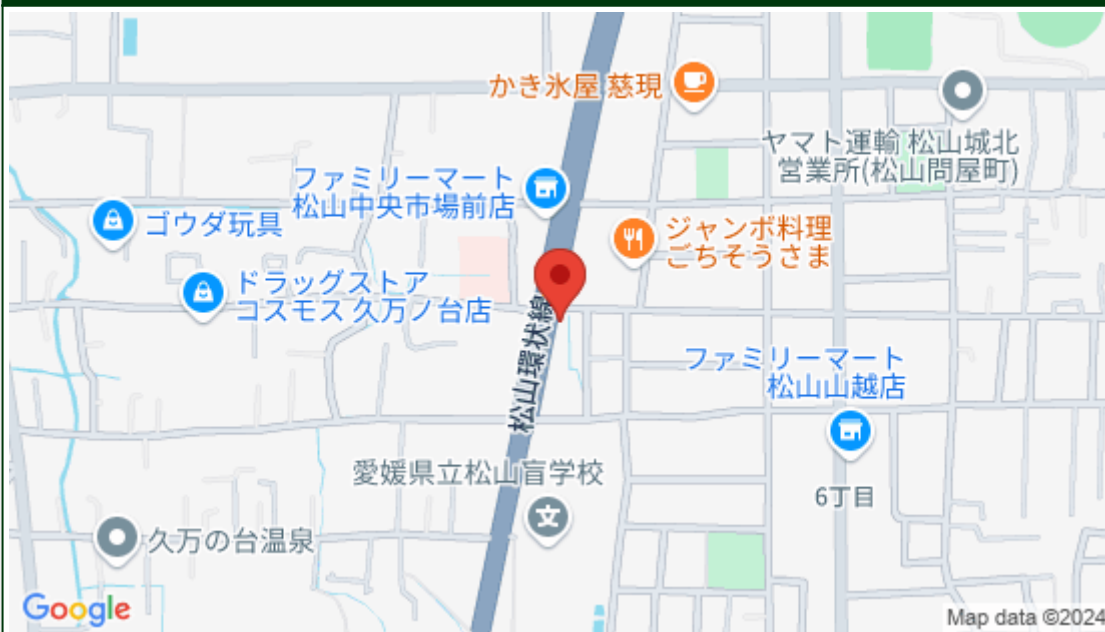 かき氷屋 慈現
ヤマト運輸 松山城北
営業所(松山問屋町)
ファミリーマート
松山中央市場前店
ゴウダ玩具
ジャンボ料理
ごちそうさま
ドラッグストア
コスモス 久万ノ台店
松山環状線
ファミリーマート
松山山越店
愛媛県立松山盲学校
文
6丁目
久万の台温泉
Google
Map data ©2024